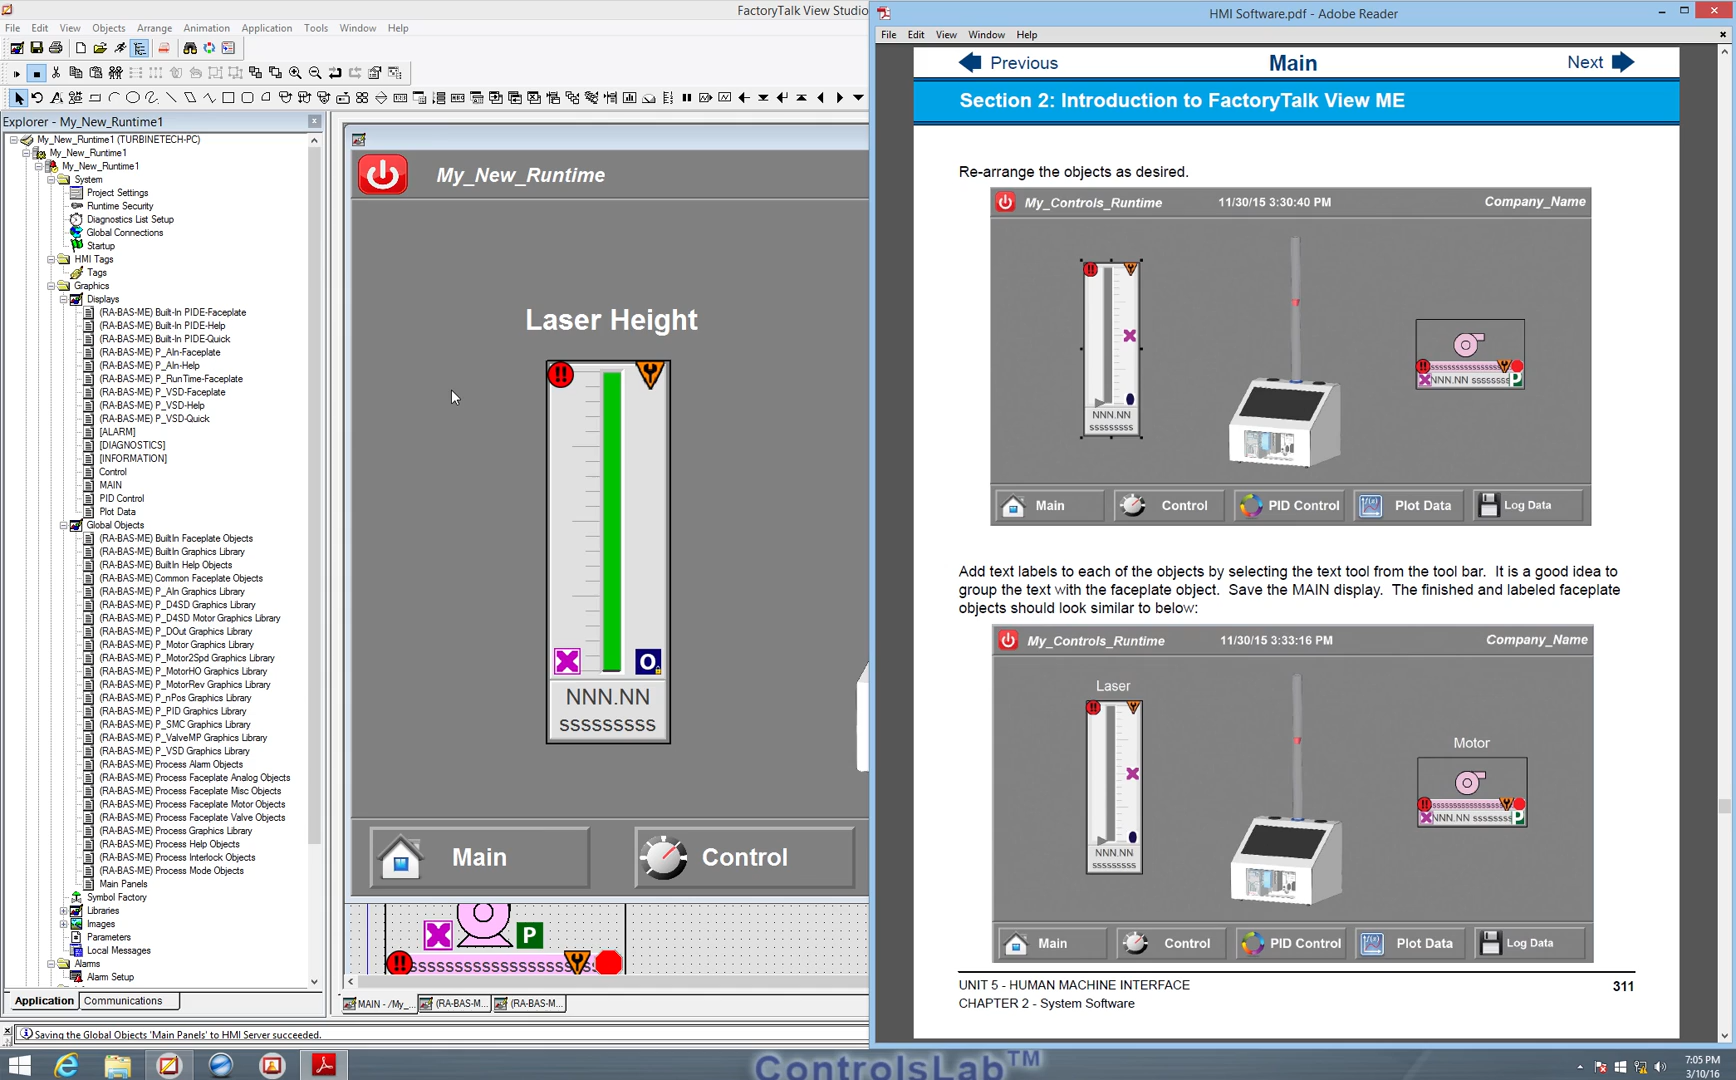 FactoryTalk View Studio
File Edit View Objects Arrange Animation Application Tools Window Help
Explorer - My_New_Runtime1
My_New_Runtime1 (TURBINETECH-PC)
My_New_Runtime1
My_New_Runtime1
System
Project Settings
Runtime Security
Diagnostics List Setup
Global Connections
Startup
HMI Tags
Tags
Graphics
Displays
(RA-BAS-ME) Built-In PIDE-Faceplate
(RA-BAS-ME) Built-In PIDE-Help
(RA-BAS-ME) Built-In PIDE-Quick
(RA-BAS-ME) P_AIn-Faceplate
(RA-BAS-ME) P_AIn-Help
(RA-BAS-ME) P_RunTime-Faceplate
(RA-BAS-ME) P_VSD-Faceplate
(RA-BAS-ME) P_VSD-Help
(RA-BAS-ME) P_VSD-Quick
[ALARM]
[DIAGNOSTICS]
[INFORMATION]
Control
MAIN
PID Control
Plot Data
Global Objects
(RA-BAS-ME) BuiltIn Faceplate Objects
(RA-BAS-ME) BuiltIn Graphics Library
(RA-BAS-ME) BuiltIn Help Objects
(RA-BAS-ME) Common Faceplate Objects
(RA-BAS-ME) P_AIn Graphics Library
(RA-BAS-ME) P_D4SD Graphics Library
(RA-BAS-ME) P_D4SD Motor Graphics Library
(RA-BAS-ME) P_DOut Graphics Library
(RA-BAS-ME) P_Motor Graphics Library
(RA-BAS-ME) P_Motor2Spd Graphics Library
(RA-BAS-ME) P_MotorHO Graphics Library
(RA-BAS-ME) P_MotorRev Graphics Library
(RA-BAS-ME) P_nPos Graphics Library
(RA-BAS-ME) P_PID Graphics Library
(RA-BAS-ME) P_SMC Graphics Library
(RA-BAS-ME) P_ValveMP Graphics Library
(RA-BAS-ME) P_VSD Graphics Library
(RA-BAS-ME) Process Alarm Objects
(RA-BAS-ME) Process Faceplate Analog Objects
(RA-BAS-ME) Process Faceplate Misc Objects
(RA-BAS-ME) Process Faceplate Motor Objects
(RA-BAS-ME) Process Faceplate Valve Objects
(RA-BAS-ME) Process Graphics Library
(RA-BAS-ME) Process Help Objects
(RA-BAS-ME) Process Interlock Objects
(RA-BAS-ME) Process Mode Objects
Main Panels
Symbol Factory
Libraries
Images
Parameters
Local Messages
Alarms
Alarm Setup
Application Communications
Saving the Global Objects 'Main Panels' to HMI Server succeeded.
My_New_Runtime
Laser Height
!!
O
NNN.NN
sssssssss
Main Control
P
!!
MAIN - /My_... (RA-BAS-M... (RA-BAS-M...
HMI Software.pdf - Adobe Reader
File Edit View Window Help
Previous Main Next
Section 2: Introduction to FactoryTalk View ME
Re-arrange the objects as desired.
My_Controls_Runtime 11/30/15 3:30:40 PM Company_Name
!!
NNN.NN
sssssssss
!!
NNN.NN ssssssss P
Main Control PID Control Plot Data Log Data
Add text labels to each of the objects by selecting the text tool from the tool bar. It is a good idea to
group the text with the faceplate object. Save the MAIN display. The finished and labeled faceplate
objects should look similar to below:
My_Controls_Runtime 11/30/15 3:33:16 PM Company_Name
Laser
!!
NNN.NN
sssssssss
Motor
!!
NNN.NN ssssssss P
Main Control PID Control Plot Data Log Data
UNIT 5 - HUMAN MACHINE INTERFACE 311
CHAPTER 2 - System Software
ControlsLab™
7:05 PM
3/10/16